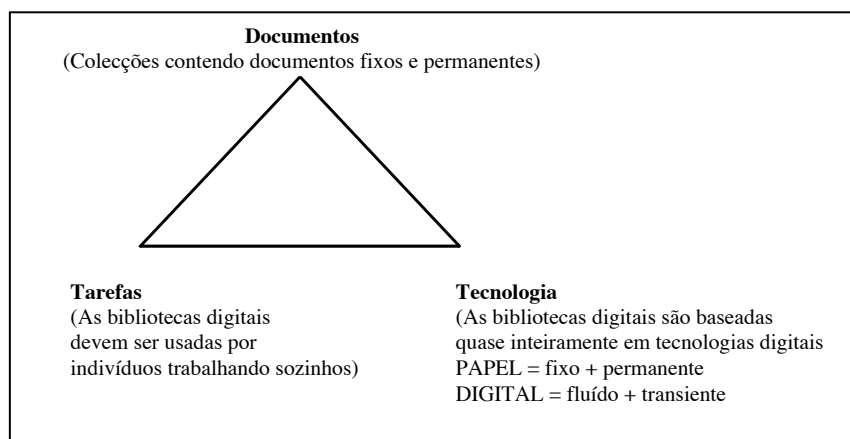 Documentos
(Colecções contendo documentos fixos e permanentes)
Tarefas
(As bibliotecas digitais
devem ser usadas por
indivíduos trabalhando sozinhos)
Tecnologia
(As bibliotecas digitais são baseadas
quase inteiramente em tecnologias digitais
PAPEL = fixo + permanente
DIGITAL = fluído + transiente